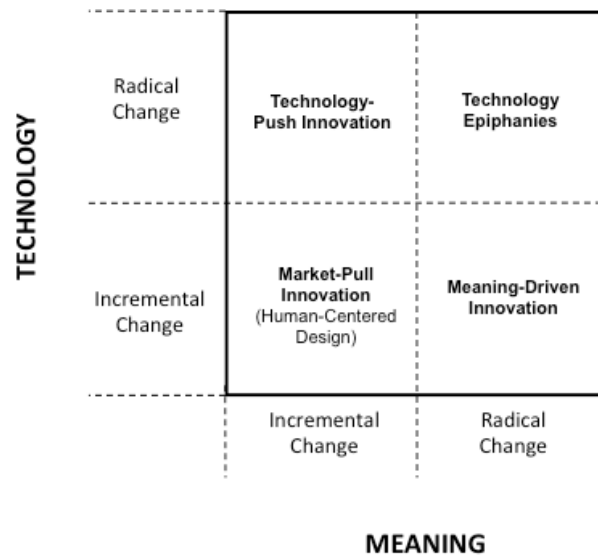 TECHNOLOGY
Radical
Change
Technology-
Push Innovation
Technology
Epiphanies
Incremental
Change
Market-Pull
Innovation
(Human-Centered
Design)
Meaning-Driven
Innovation
Incremental
Change
Radical
Change
MEANING